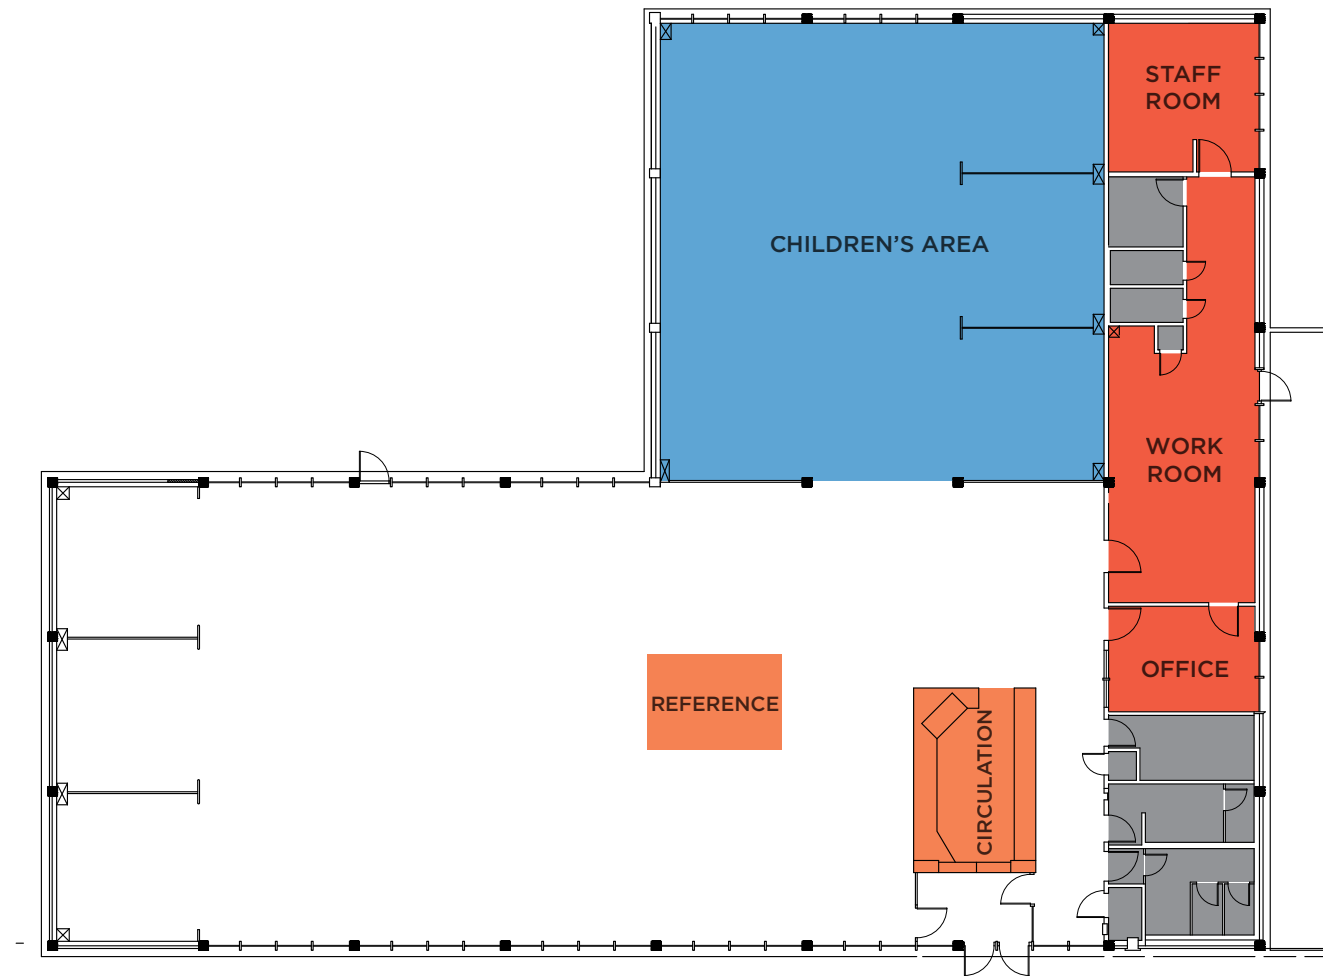 STAFF
ROOM
CHILDREN'S AREA
WORK
ROOM
OFFICE
REFERENCE
CIRCULATION